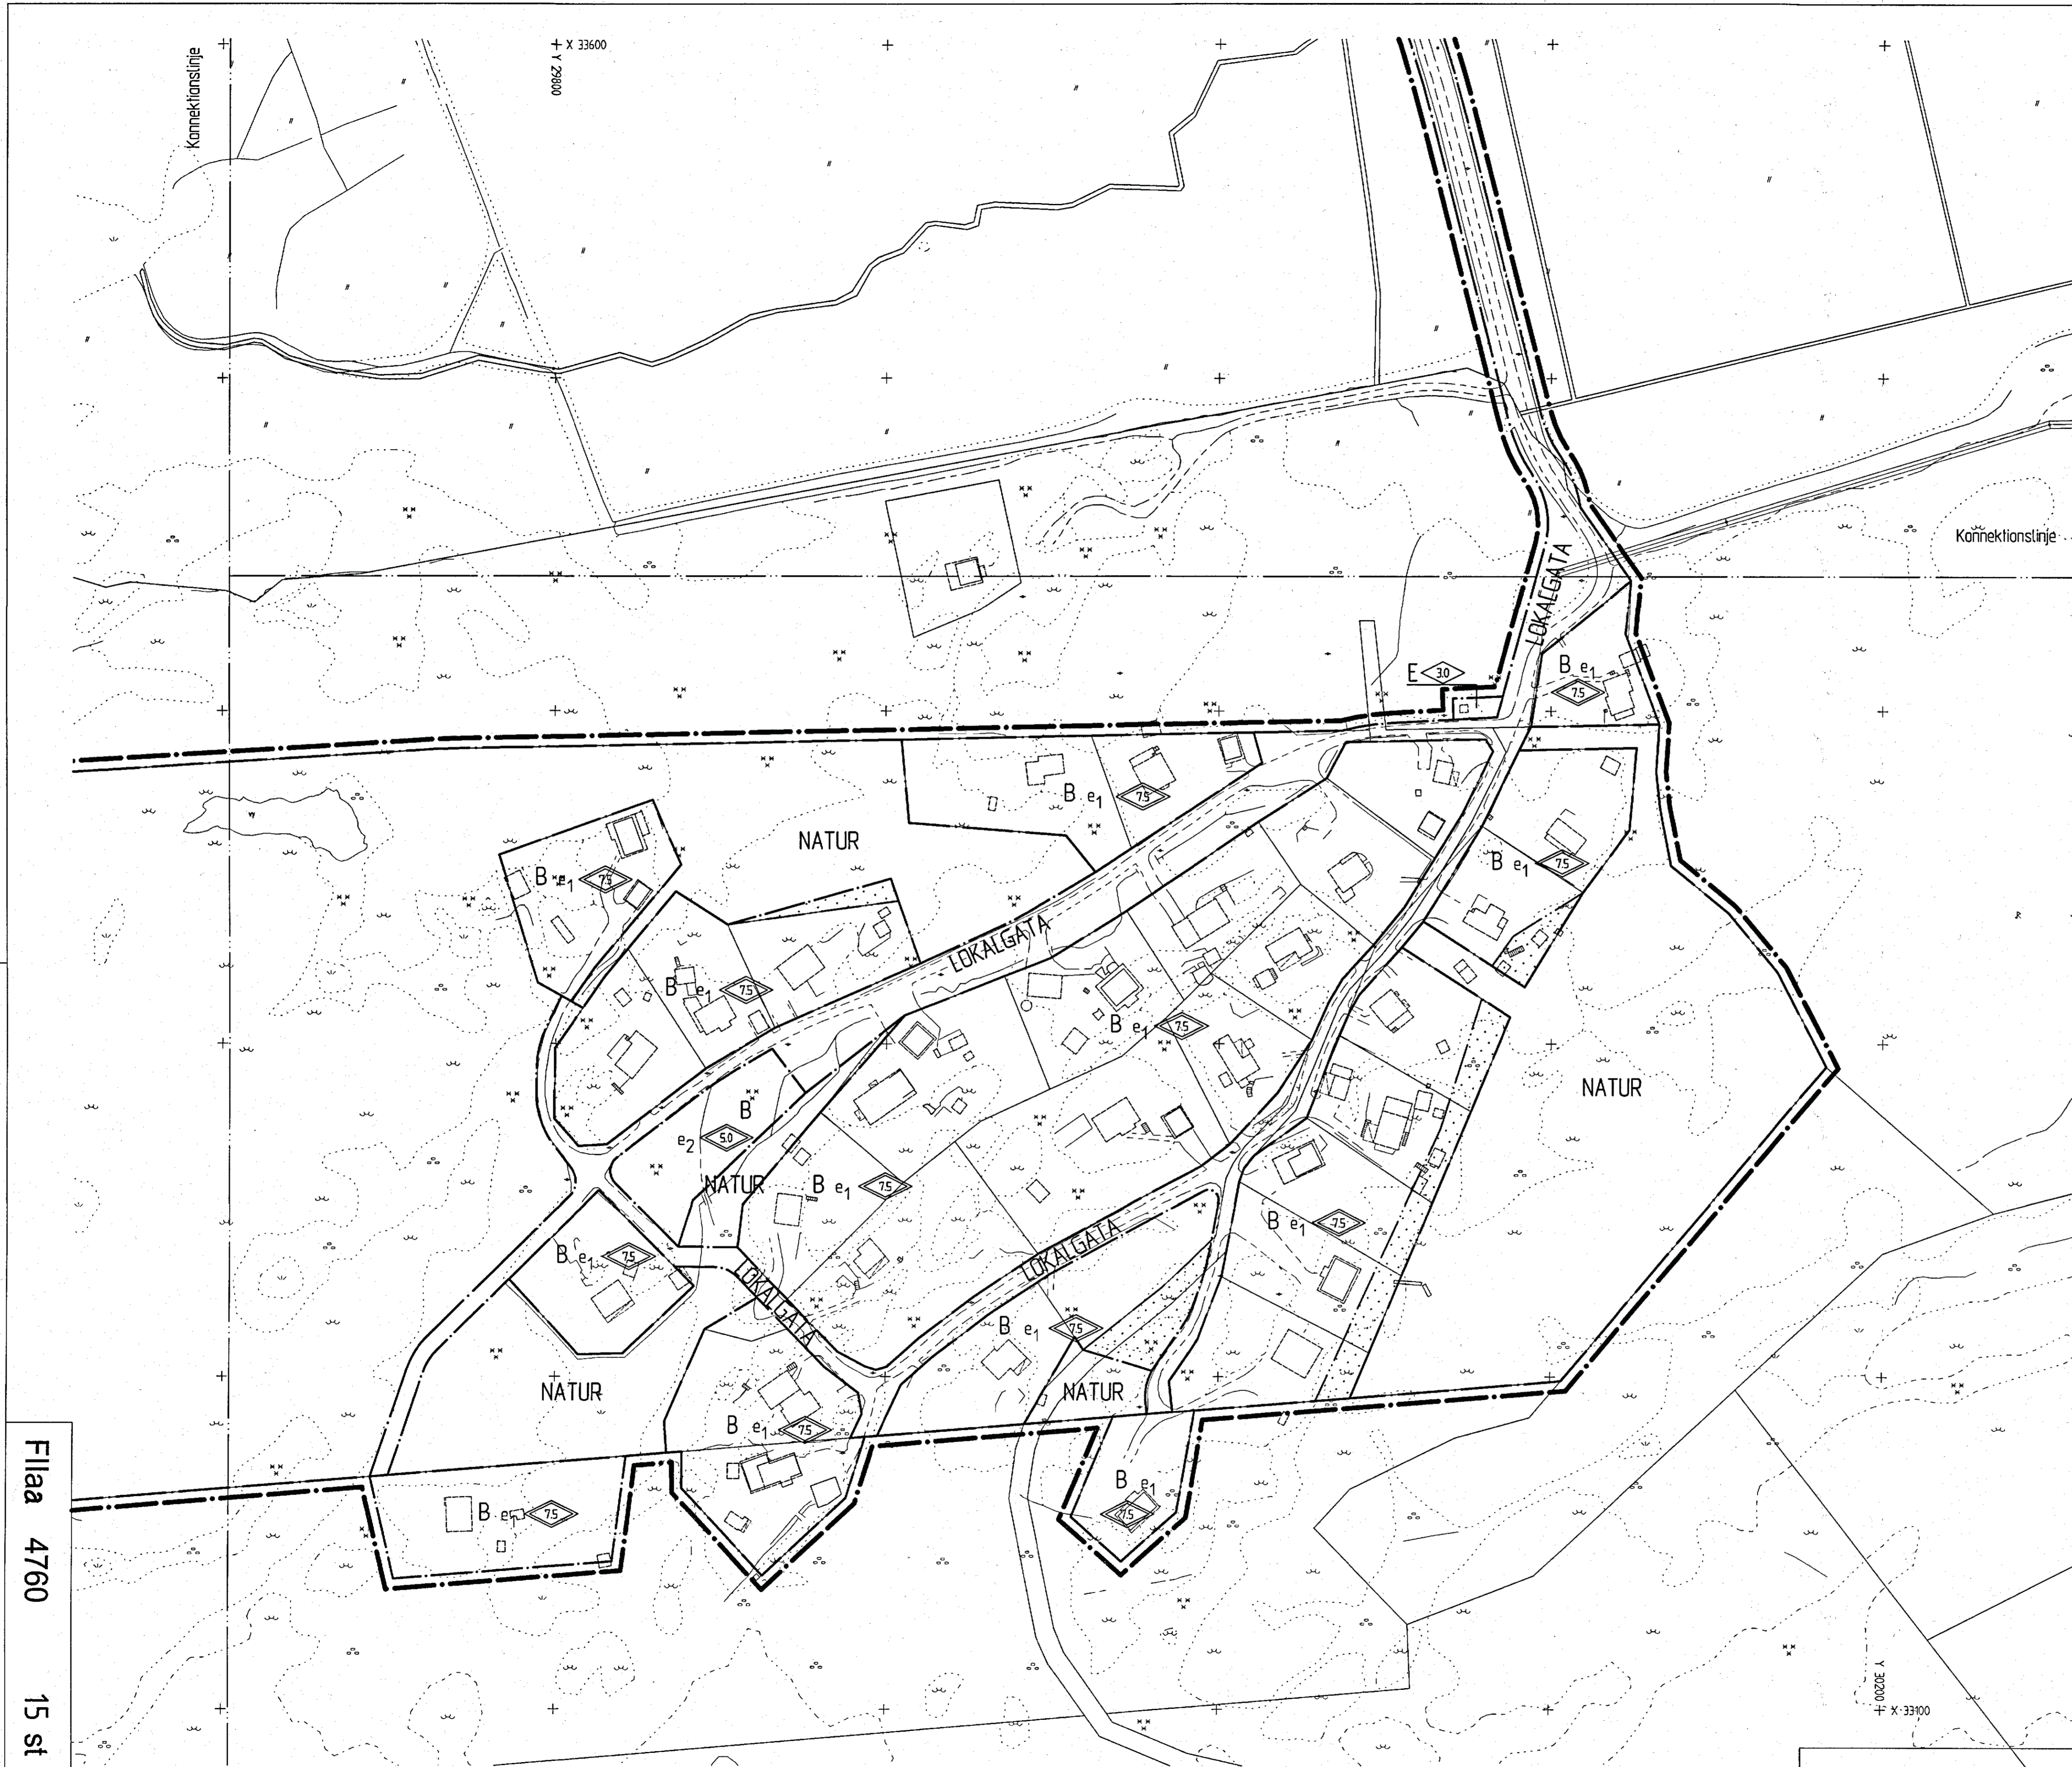 Konnektionslinje
X 33600
Y 29800
Konnektionslinje
LOKALGATA
E 3.0
B e1
7.5
B e1 7.5
NATUR
B e1 7.5
B e1 7.5
LOKALGATA
B e1 7.5
B e1 7.5
NATUR
B
e2 5.0
NATUR
B e1 7.5
B e1 7.5
LOKALGATA
B e1 7.5
LOKALGATA
B e1 7.5
NATUR
NATUR
B e1 7.5
B e1
7.5
B e1 7.5
FIIaa 4760 15 st
Y 30200
X 33100